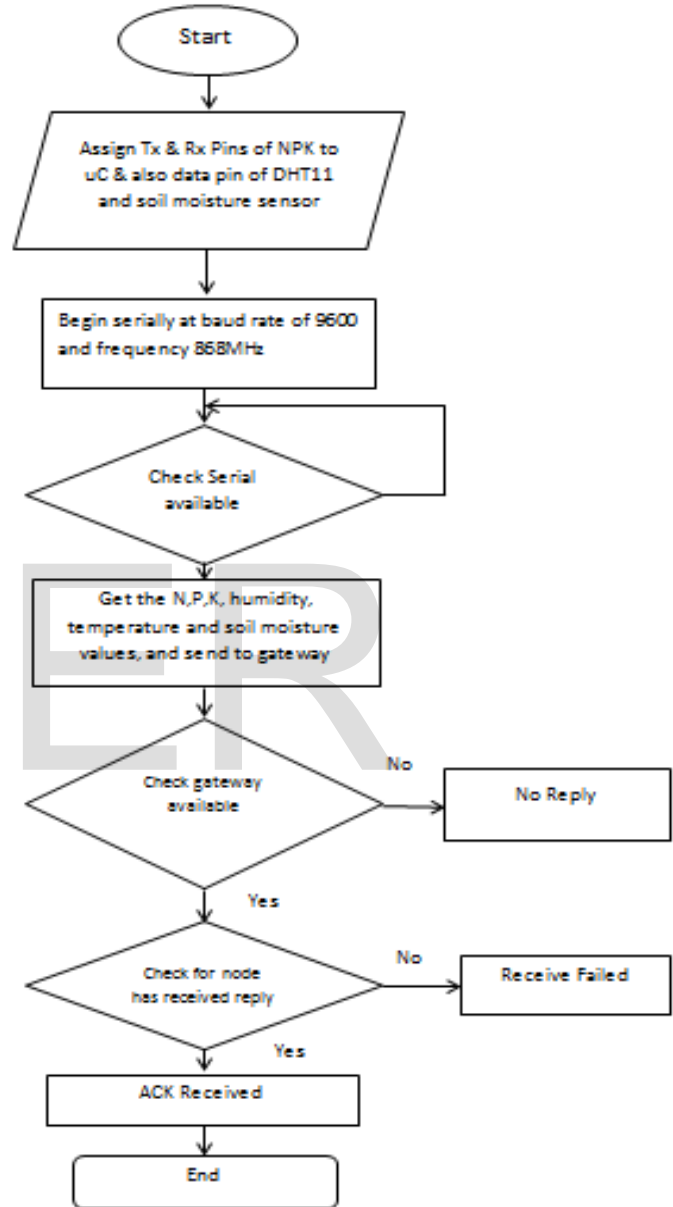 Start
Assign Tx & Rx Pins of NPK to
uC & also data pin of DHT11
and soil moisture sensor
Begin serially at baud rate of 9600
and frequency 868MHz
Check Serial
available
Get the N,P,K, humidity,
temperature and soil moisture
values, and send to gateway
ER
Check gateway
available
No
No Reply
Yes
Check for node
has received reply
No
Receive Failed
Yes
ACK Received
End